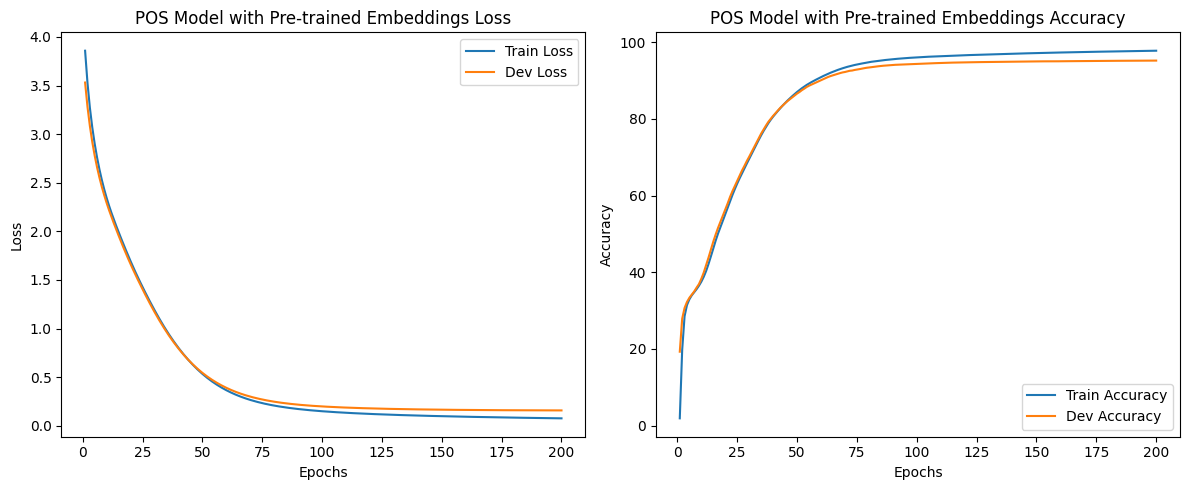 POS Model with Pre-trained Embeddings Loss
4.0
3.5
3.0
2.5
2.0
1.5
1.0
0.5
0.0
Loss
0 25 50 75 100 125 150 175 200
Epochs
Train Loss
Dev Loss
POS Model with Pre-trained Embeddings Accuracy
100
80
60
40
20
0
Accuracy
0 25 50 75 100 125 150 175 200
Epochs
Train Accuracy
Dev Accuracy